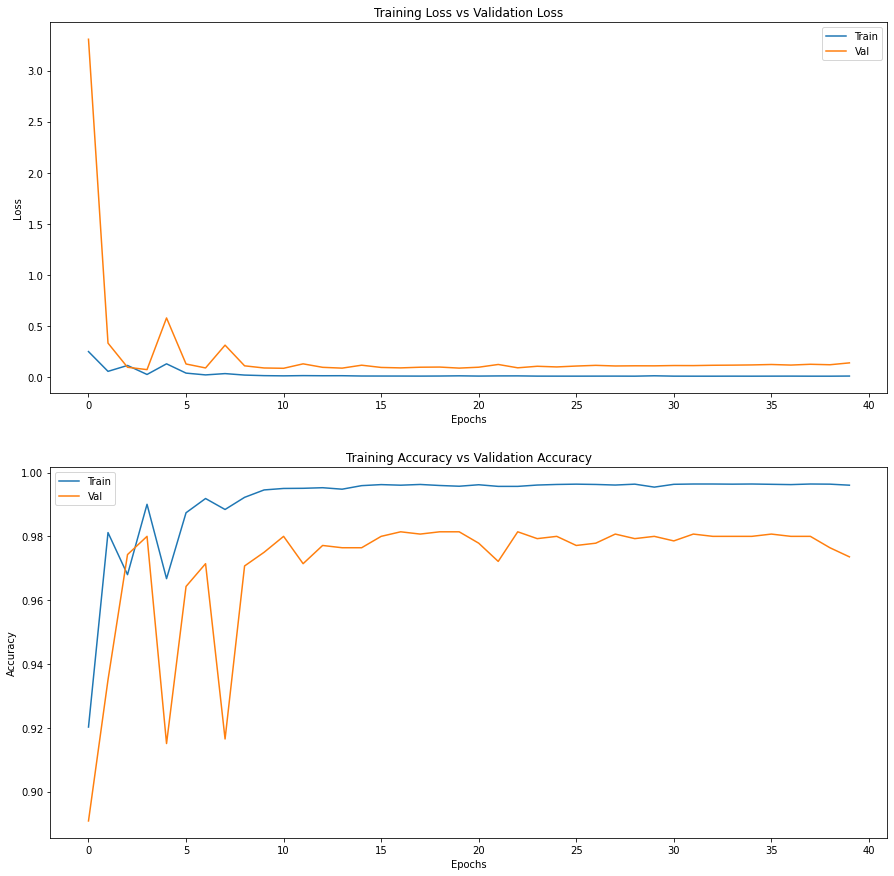 Training Loss vs Validation Loss
Train
Val
3.0
2.5
2.0
1.5
1.0
0.5
0.0
Loss
0 5 10 15 20 25 30 35 40
Epochs
Training Accuracy vs Validation Accuracy
Train
Val
1.00
0.98
0.96
0.94
0.92
0.90
Accuracy
0 5 10 15 20 25 30 35 40
Epochs